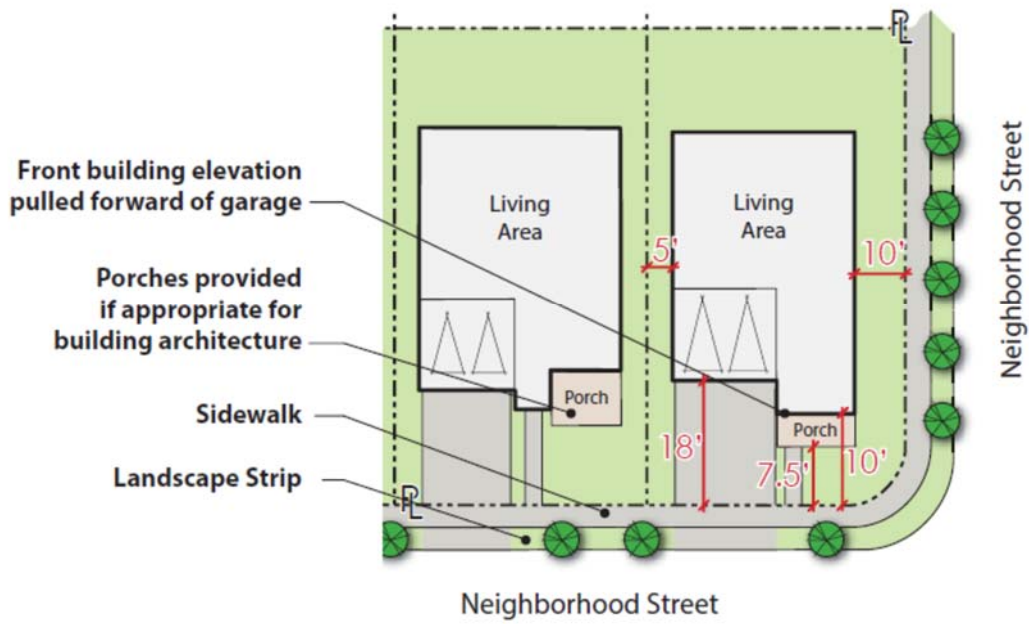 PL
Front building elevation
pulled forward of garage
Living
Area
Living
Area
5'
10'
Porches provided
if appropriate for
building architecture
Porch
Porch
Sidewalk
18'
7.5'
10'
Landscape Strip
PL
Neighborhood Street
Neighborhood Street